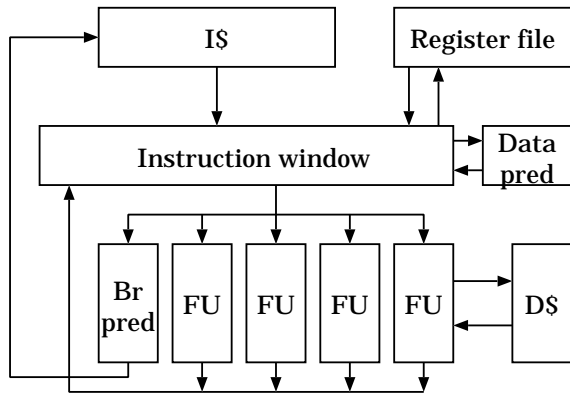 I$
Register file
Instruction window
Data
pred
Br
pred
FU
FU
FU
FU
D$